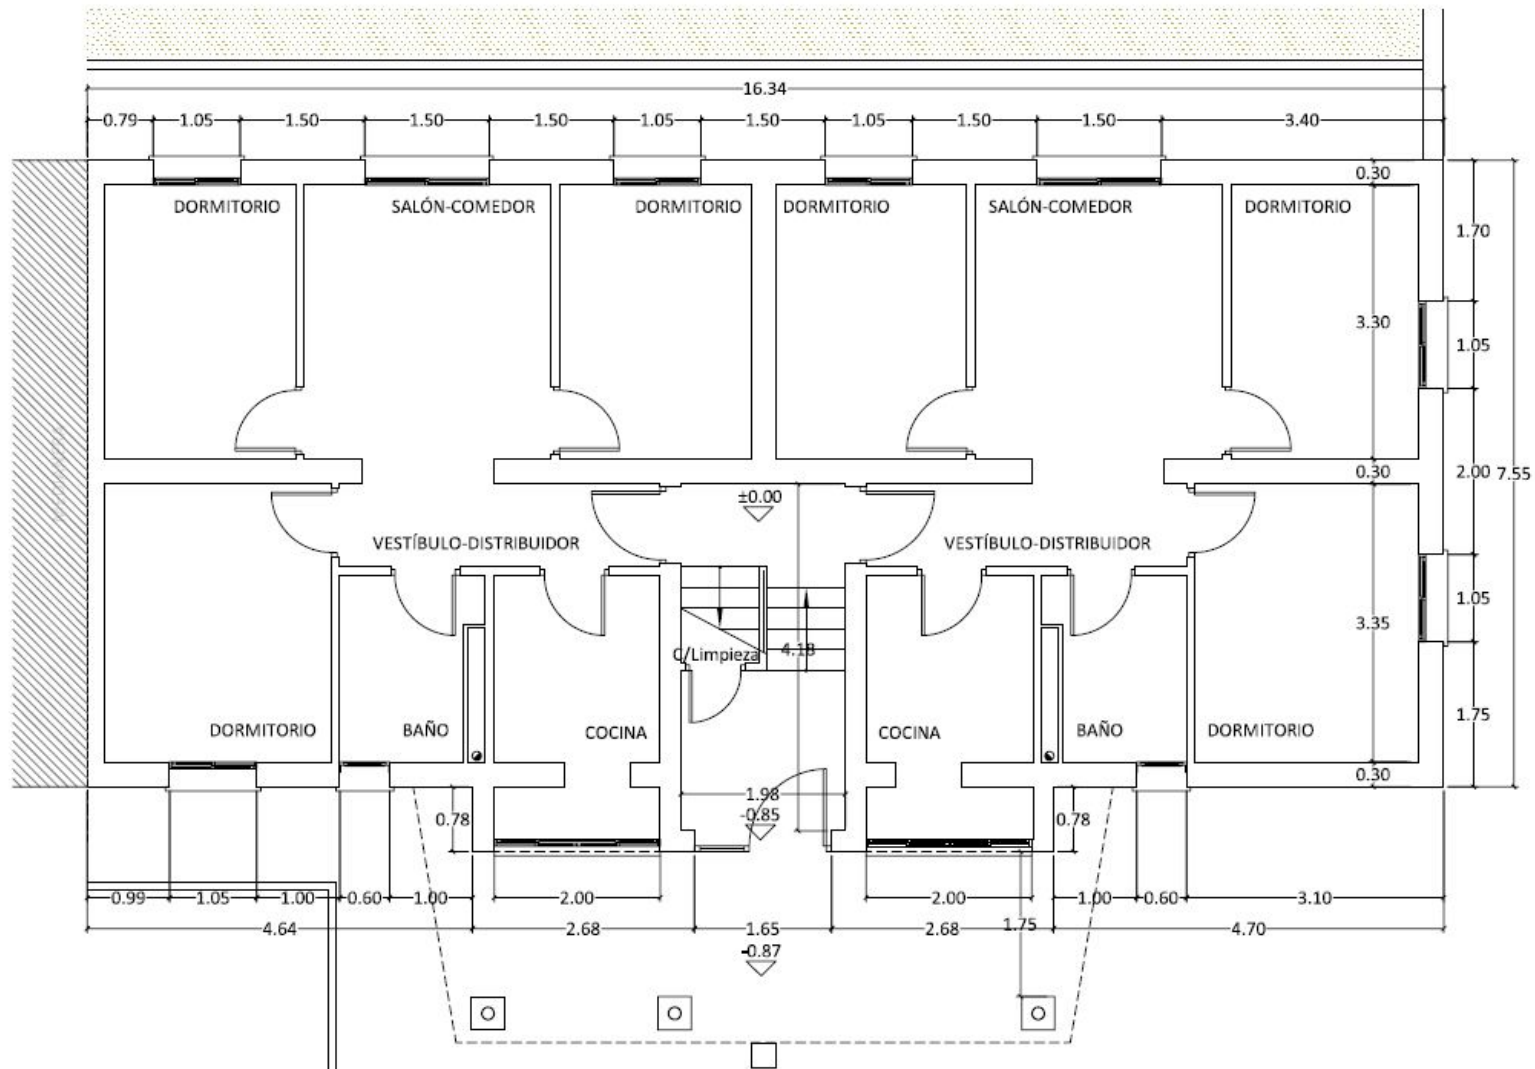 16.34
0.79 1.05 1.50 1.50 1.50 1.05 1.50 1.05 1.50 1.50 3.40
0.30
DORMITORIO SALÓN-COMEDOR DORMITORIO DORMITORIO SALÓN-COMEDOR DORMITORIO
1.70
3.30
1.05
0.30 2.00 7.55
±0.00
VESTÍBULO-DISTRIBUIDOR VESTÍBULO-DISTRIBUIDOR
1.05
3.35
C/Limpieza 4.18
1.75
DORMITORIO BAÑO COCINA COCINA BAÑO DORMITORIO
0.30
1.98
0.78 -0.85 0.78
0.99 1.05 1.00 0.60 1.00 2.00 2.00 1.00 0.60 3.10
4.64 2.68 1.65 2.68 1.75 4.70
-0.87